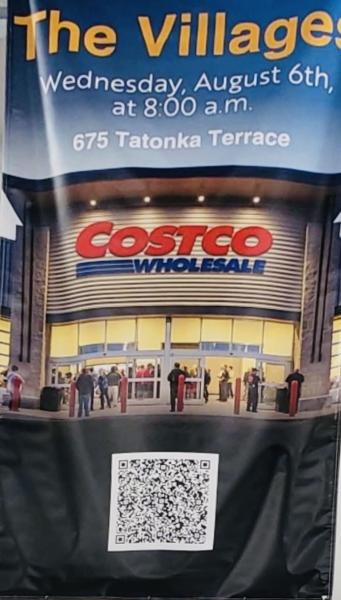 The Villages
Wednesday, August 6th,
at 8:00 a.m.
675 Tatonka Terrace
COSTCO
WHOLESALE